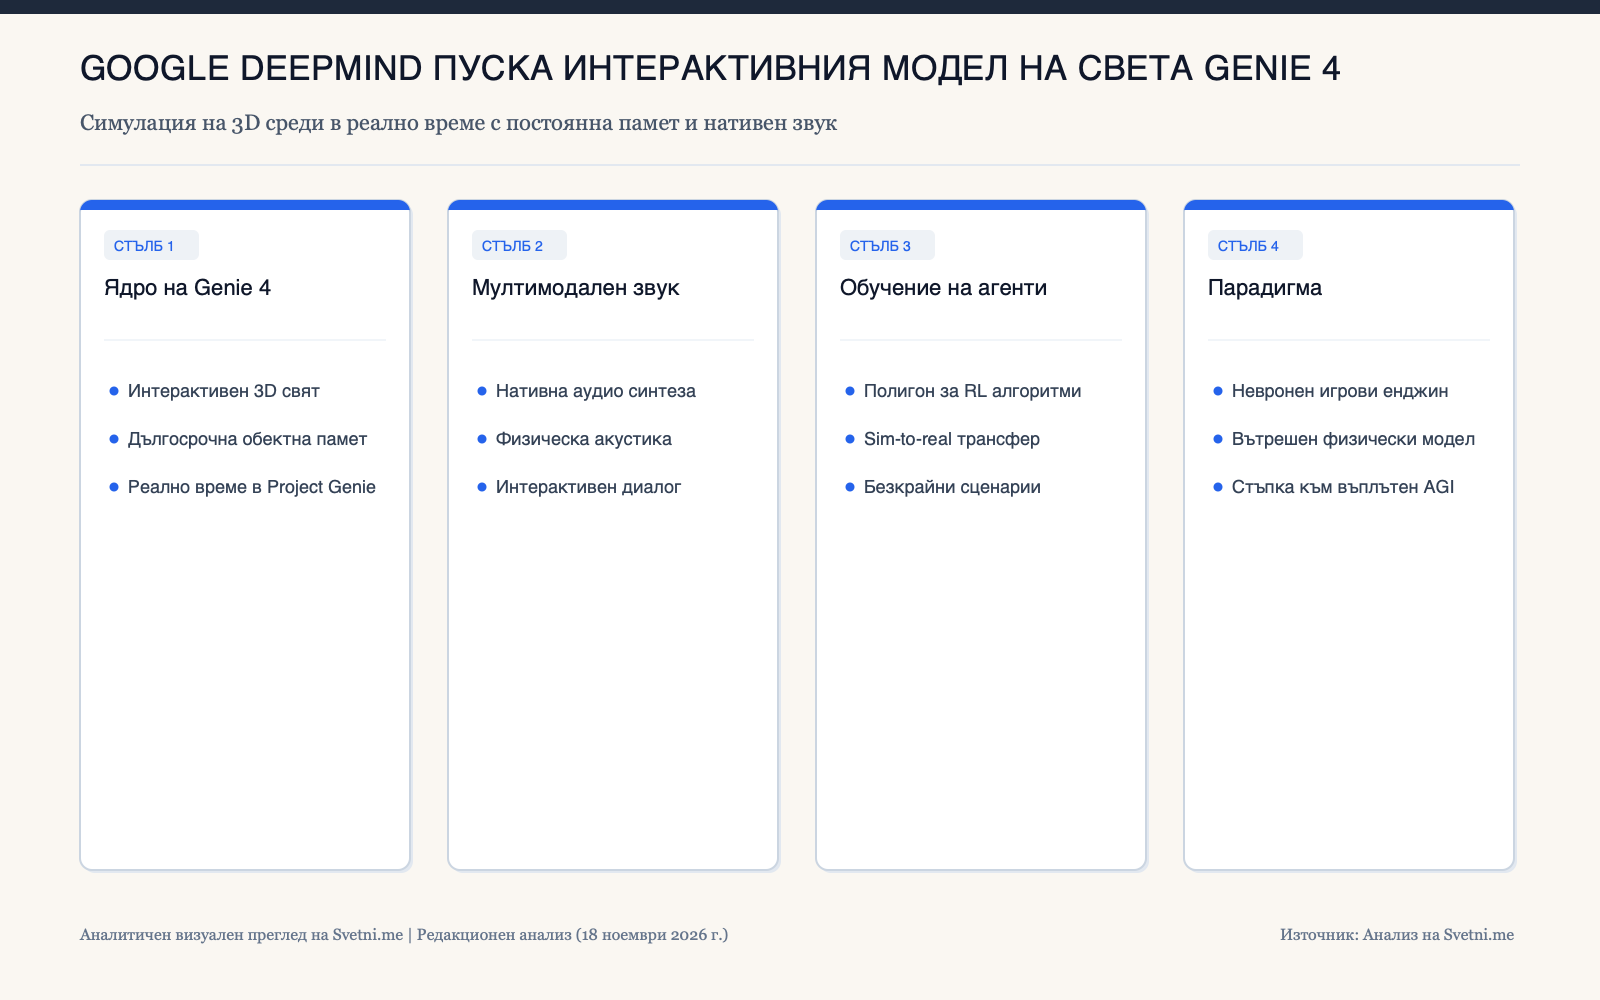 GOOGLE DEEPMIND ПУСКА ИНТЕРАКТИВНИЯ МОДЕЛ НА СВЕТА GENIE 4
Симулация на 3D среди в реално време с постоянна памет и нативен звук
СТЪЛБ 1
Ядро на Genie 4
Интерактивен 3D свят
Дългосрочна обектна памет
Реално време в Project Genie
СТЪЛБ 2
Мултимодален звук
Нативна аудио синтеза
Физическа акустика
Интерактивен диалог
СТЪЛБ 3
Обучение на агенти
Полигон за RL алгоритми
Sim-to-real трансфер
Безкрайни сценарии
СТЪЛБ 4
Парадигма
Невронен игрови енджин
Вътрешен физически модел
Стъпка към въплътен AGI
Аналитичен визуален преглед на Svetni.me | Редакционен анализ (18 ноември 2026 г.)
Източник: Анализ на Svetni.me